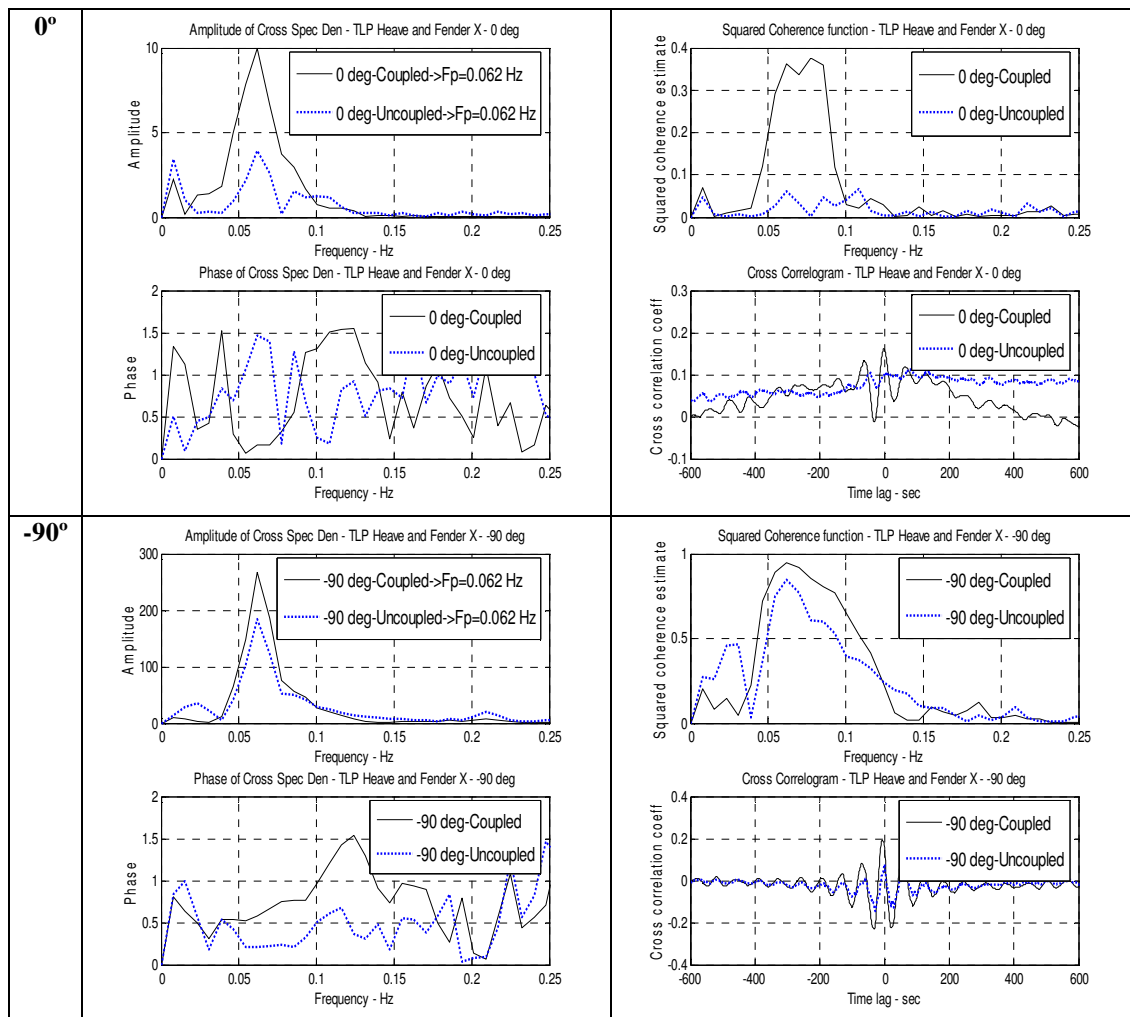 0º
Amplitude of Cross Spec Den - TLP Heave and Fender X - 0 deg
Amplitude
10
5
0
0 deg-Coupled->Fp=0.062 Hz
0 deg-Uncoupled->Fp=0.062 Hz
0 0.05 0.1 0.15 0.2 0.25
Frequency - Hz
Phase of Cross Spec Den - TLP Heave and Fender X - 0 deg
Phase
2
1.5
1
0.5
0
0 deg-Coupled
0 deg-Uncoupled
0 0.05 0.1 0.15 0.2 0.25
Frequency - Hz
Squared Coherence function - TLP Heave and Fender X - 0 deg
Squared coherence estimate
0.4
0.3
0.2
0.1
0
0 deg-Coupled
0 deg-Uncoupled
0 0.05 0.1 0.15 0.2 0.25
Frequency - Hz
Cross Correlogram - TLP Heave and Fender X - 0 deg
Cross correlation coeff
0.3
0.2
0.1
0
-0.1
0 deg-Coupled
0 deg-Uncoupled
-600 -400 -200 0 200 400 600
Time lag - sec
-90º
Amplitude of Cross Spec Den - TLP Heave and Fender X - -90 deg
Amplitude
300
200
100
0
-90 deg-Coupled->Fp=0.062 Hz
-90 deg-Uncoupled->Fp=0.062 Hz
0 0.05 0.1 0.15 0.2 0.25
Frequency - Hz
Phase of Cross Spec Den - TLP Heave and Fender X - -90 deg
Phase
2
1.5
1
0.5
0
-90 deg-Coupled
-90 deg-Uncoupled
0 0.05 0.1 0.15 0.2 0.25
Frequency - Hz
Squared Coherence function - TLP Heave and Fender X - -90 deg
Squared coherence estimate
1
0.5
0
-90 deg-Coupled
-90 deg-Uncoupled
0 0.05 0.1 0.15 0.2 0.25
Frequency - Hz
Cross Correlogram - TLP Heave and Fender X - -90 deg
Cross correlation coeff
0.4
0.2
0
-0.2
-0.4
-90 deg-Coupled
-90 deg-Uncoupled
-600 -400 -200 0 200 400 600
Time lag - sec